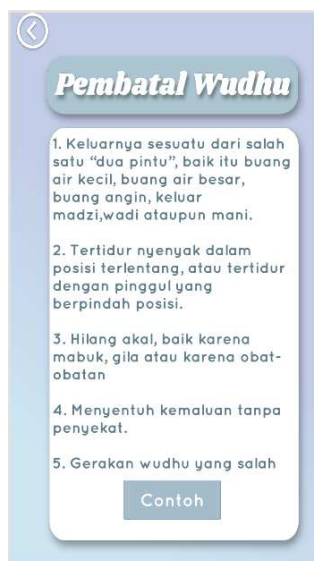 Pembatal Wudhu
1. Keluarnya sesuatu dari salah
satu “dua pintu”, baik itu buang
air kecil, buang air besar,
buang angin, keluar
madzi,wadi ataupun mani.
2. Tertidur nyenyak dalam
posisi terlentang, atau tertidur
dengan pinggul yang
berpindah posisi.
3. Hilang akal, baik karena
mabuk, gila atau karena obat-
obatan
4. Menyentuh kemaluan tanpa
penyekat.
5. Gerakan wudhu yang salah
Contoh